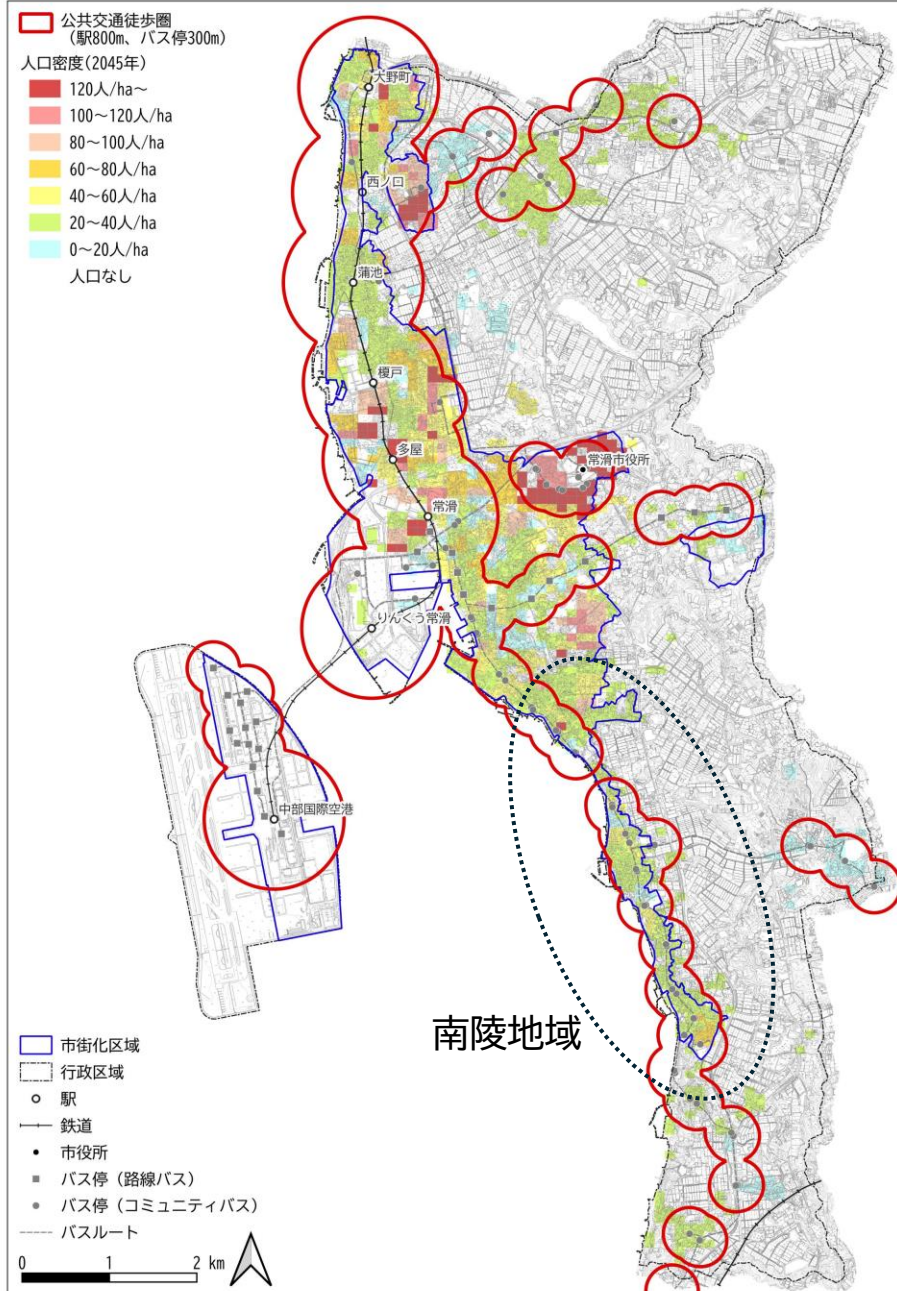 公共交通徒歩圏
(駅800m、バス停300m)
人口密度(2045年)
120人/ha～
100～120人/ha
80～100人/ha
60～80人/ha
40～60人/ha
20～40人/ha
0～20人/ha
人口なし
大野町
西ノ口
蒲池
榎戸
多屋
常滑市役所
常滑
りんくう常滑
中部国際空港
南陵地域
市街化区域
行政区域
駅
鉄道
市役所
バス停（路線バス）
バス停（コミュニティバス）
バスルート
0 1 2 km